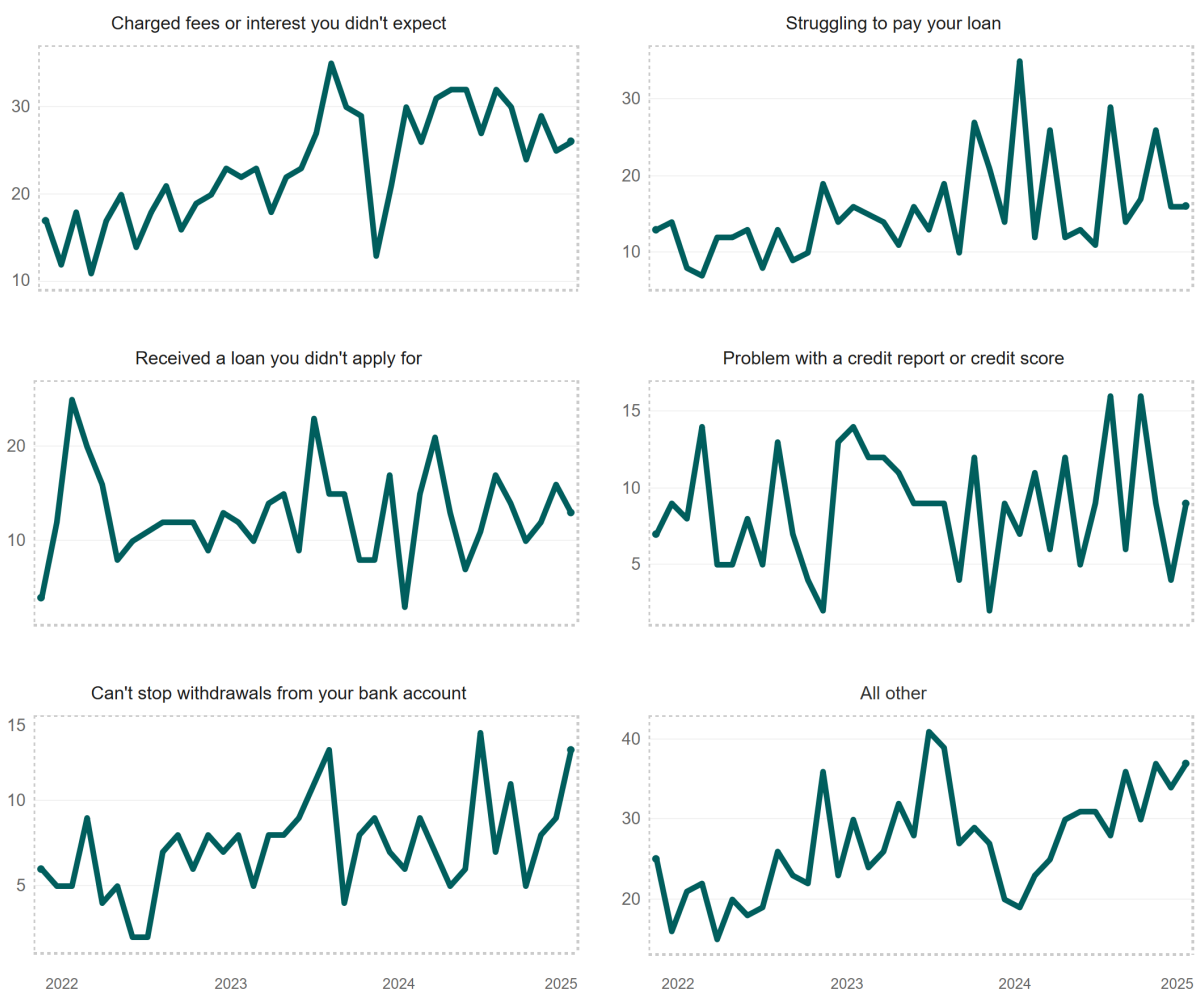 Charged fees or interest you didn't expect
30
20
10
Struggling to pay your loan
30
20
10
Received a loan you didn't apply for
20
10
Problem with a credit report or credit score
15
10
5
Can't stop withdrawals from your bank account
15
10
5
2022 2023 2024 2025
All other
40
30
20
2022 2023 2024 2025